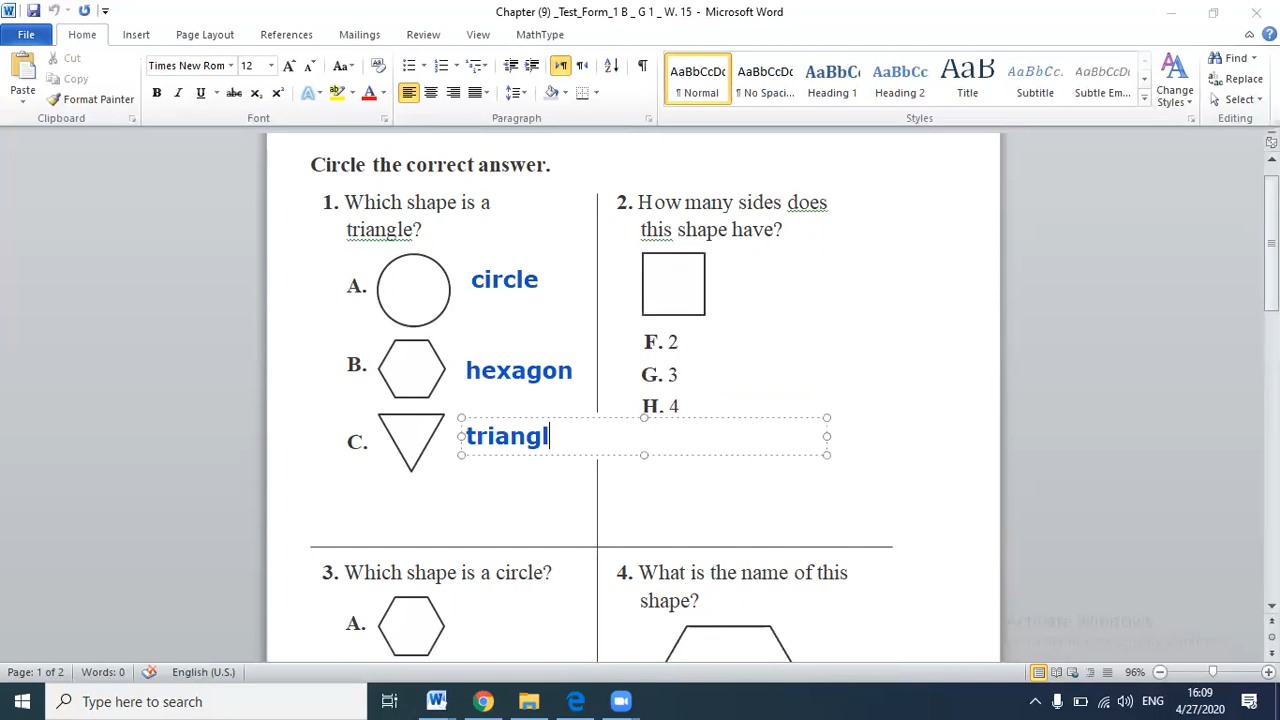 Chapter (9) _Test_Form_1 B _ G 1 _ W. 15 - Microsoft Word
File Home Insert Page Layout References Mailings Review View MathType
Paste
Cut
Copy
Format Painter
Clipboard
Times New Rom 12
Font
Paragraph
AaBbCcDc AaBbCcDc AaBbCc AaBbCc AaB AaBbCc. AaBbCcDc
¶ Normal ¶ No Spaci... Heading 1 Heading 2 Title Subtitle Subtle Em...
Styles
Change Styles
Find
Replace
Select
Editing
Circle the correct answer.
1. Which shape is a
triangle?
A. circle
B. hexagon
C. triangl
2. How many sides does
this shape have?
F. 2
G. 3
H. 4
3. Which shape is a circle?
A.
4. What is the name of this
shape?
Activate Windows
Page: 1 of 2 Words: 0 English (U.S.) 96%
Type here to search
ENG
16:09
4/27/2020